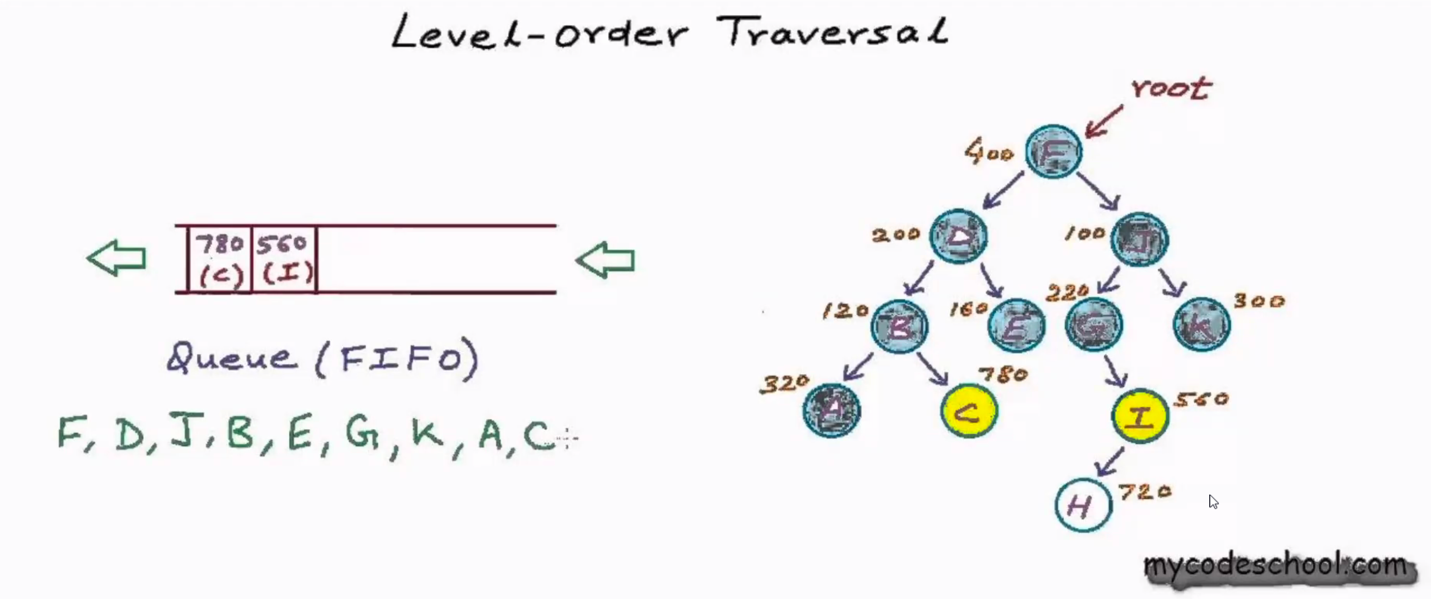 Level-order Traversal
root
400 F
200 D 100 J
780 560
(C) (I)
120 B 160 E 220 G K 300
Queue (FIFO)
320 A C 780 I 560
F, D, J, B, E, G, K, A, C
H 720
mycodeschool.com